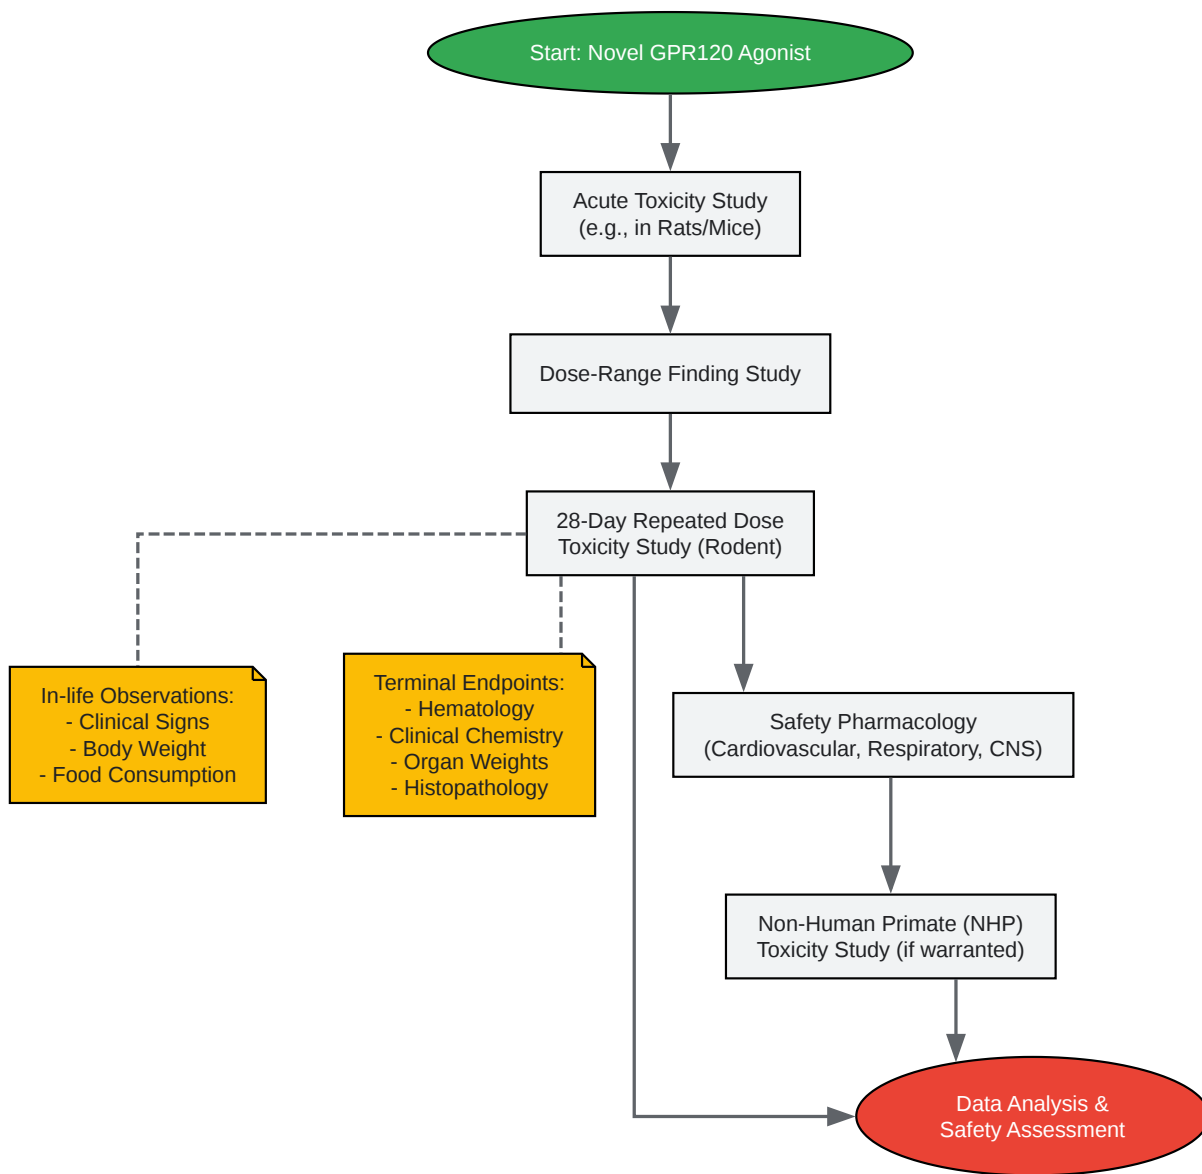 Start: Novel GPR120 Agonist
Acute Toxicity Study
(e.g., in Rats/Mice)
Dose-Range Finding Study
28-Day Repeated Dose
Toxicity Study (Rodent)
In-life Observations:
- Clinical Signs
- Body Weight
- Food Consumption
Terminal Endpoints:
- Hematology
- Clinical Chemistry
- Organ Weights
- Histopathology
Safety Pharmacology
(Cardiovascular, Respiratory, CNS)
Non-Human Primate (NHP)
Toxicity Study (if warranted)
Data Analysis &
Safety Assessment